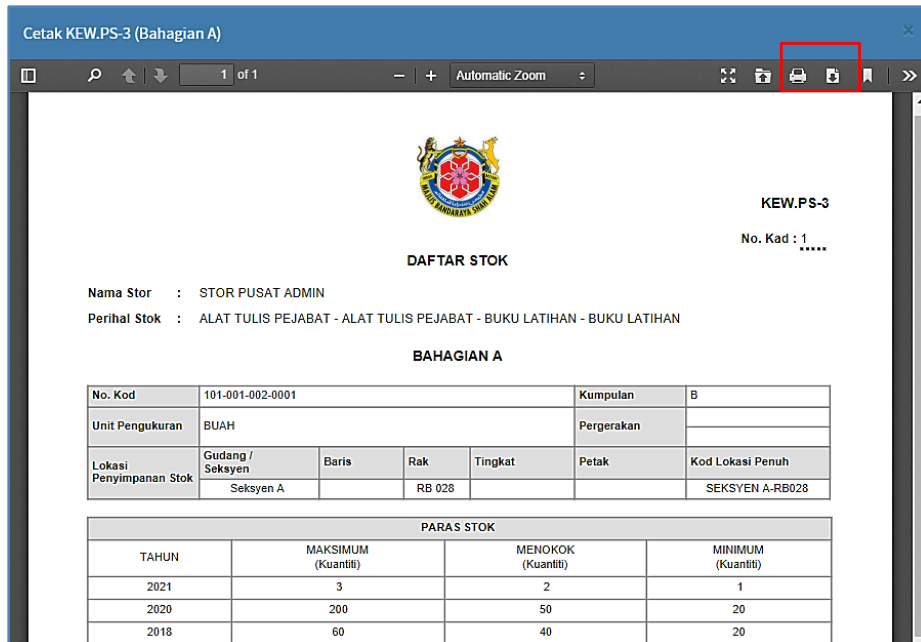 Cetak KEW.PS-3 (Bahagian A)
1 of 1 Automatic Zoom
MAJLIS BANDARAYA SHAH ALAM
KEW.PS-3
No. Kad : 1
DAFTAR STOK
Nama Stor : STOR PUSAT ADMIN
Perihal Stok : ALAT TULIS PEJABAT - ALAT TULIS PEJABAT - BUKU LATIHAN - BUKU LATIHAN
BAHAGIAN A
No. Kod 101-001-002-0001 Kumpulan B
Unit Pengukuran BUAH Pergerakan
Lokasi Penyimpanan Stok Gudang / Seksyen Baris Rak Tingkat Petak Kod Lokasi Penuh
Seksyen A RB 028 SEKSYEN A-RB028
PARAS STOK
TAHUN MAKSIMUM (Kuantiti) MENOKOK (Kuantiti) MINIMUM (Kuantiti)
2021 3 2 1
2020 200 50 20
2018 60 40 20